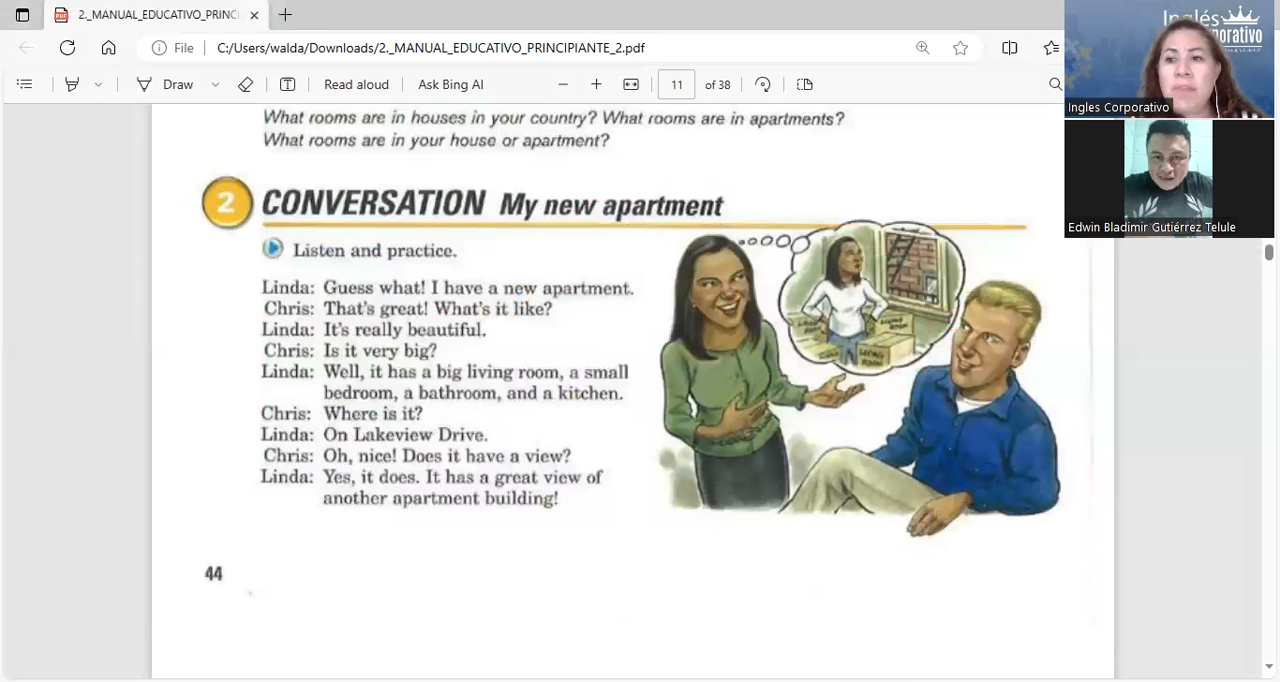 2._MANUAL_EDUCATIVO_PRINCI
File
C:/Users/walda/Downloads/2._MANUAL_EDUCATIVO_PRINCIPIANTE_2.pdf
Draw
Read aloud
Ask Bing AI
11 of 38
Inglés
Ingles Corporativo
Edwin Bladimir Gutiérrez Telule
What rooms are in houses in your country? What rooms are in apartments?
What rooms are in your house or apartment?
2 CONVERSATION My new apartment
Listen and practice.
Linda: Guess what! I have a new apartment.
Chris: That's great! What's it like?
Linda: It's really beautiful.
Chris: Is it very big?
Linda: Well, it has a big living room, a small
bedroom, a bathroom, and a kitchen.
Chris: Where is it?
Linda: On Lakeview Drive.
Chris: Oh, nice! Does it have a view?
Linda: Yes, it does. It has a great view of
another apartment building!
LIVING
ROOM
44